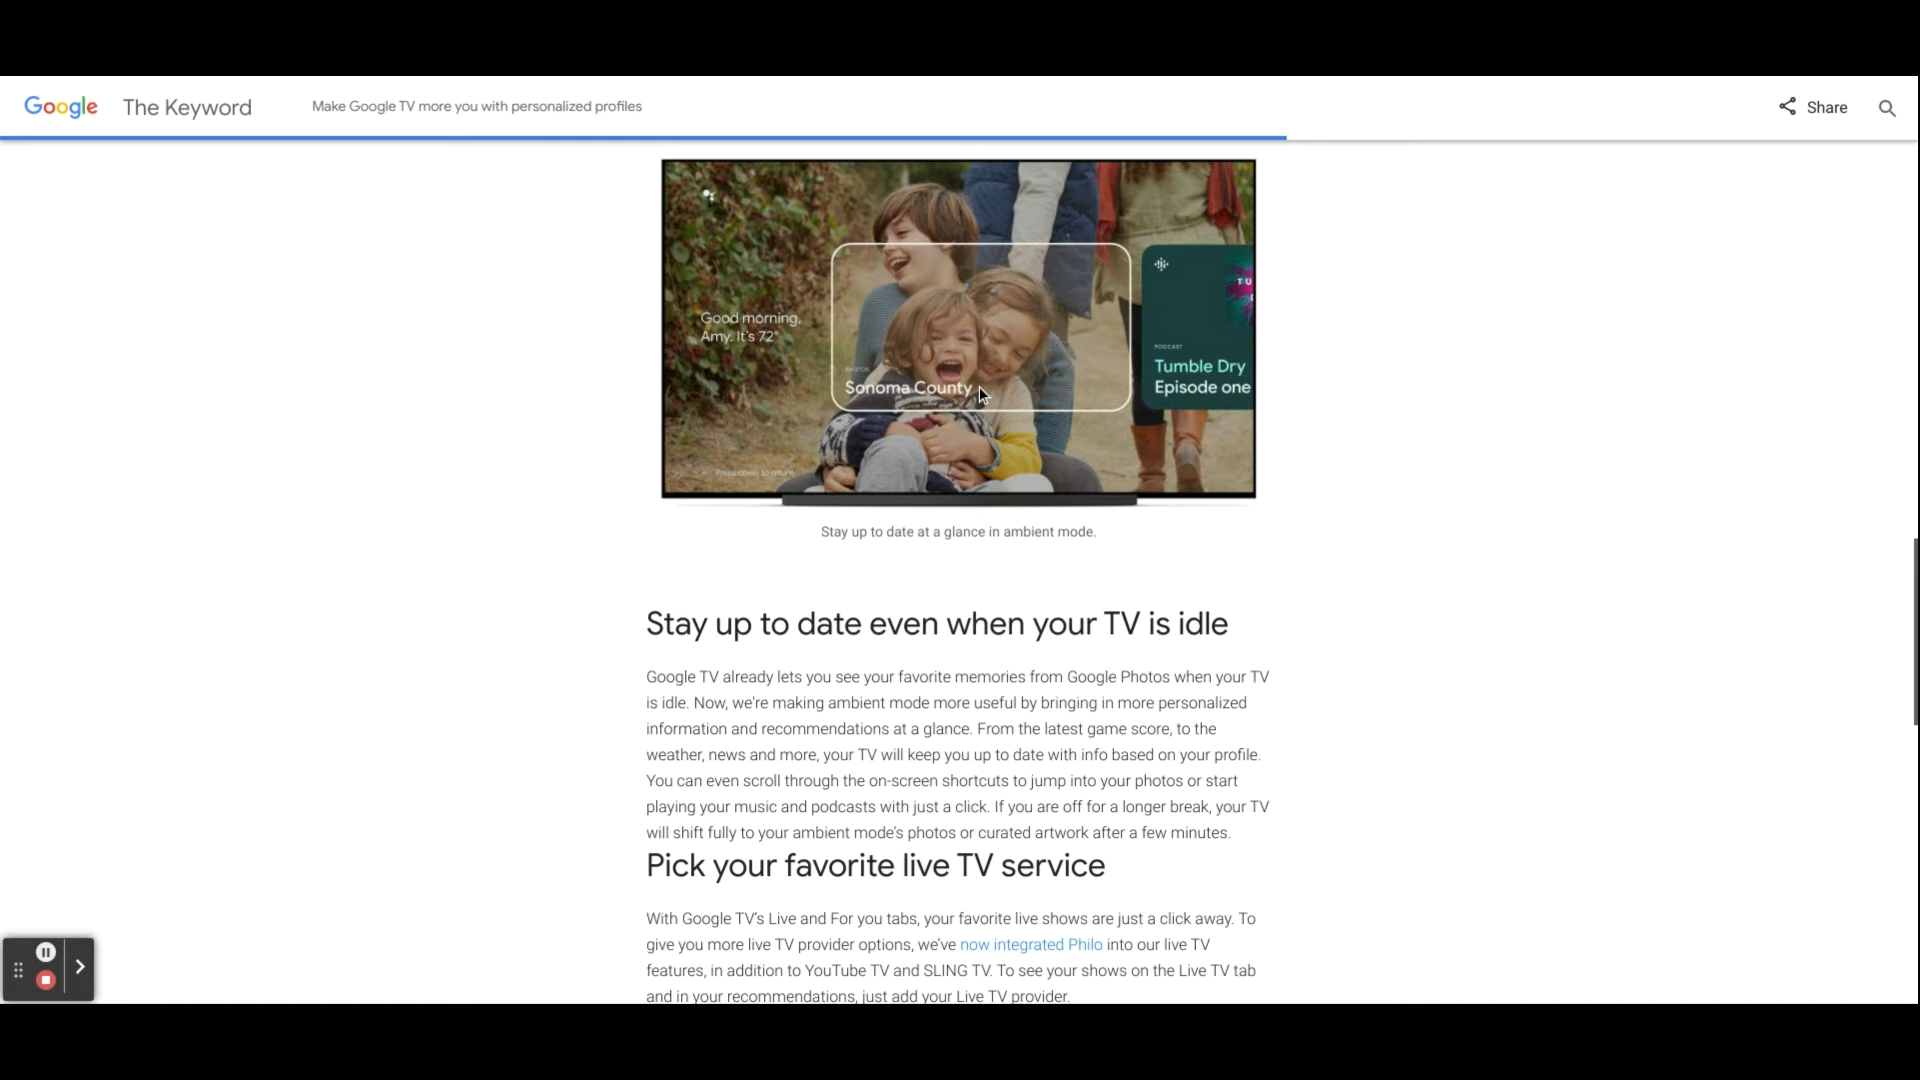 Google The Keyword Make Google TV more you with personalized profiles Share
Good morning,
Amy. It's 72°
PHOTOS
Sonoma County
PODCAST
Tumble Dry
Episode one
Press down to return
Stay up to date at a glance in ambient mode.
Stay up to date even when your TV is idle
Google TV already lets you see your favorite memories from Google Photos when your TV
is idle. Now, we're making ambient mode more useful by bringing in more personalized
information and recommendations at a glance. From the latest game score, to the
weather, news and more, your TV will keep you up to date with info based on your profile.
You can even scroll through the on-screen shortcuts to jump into your photos or start
playing your music and podcasts with just a click. If you are off for a longer break, your TV
will shift fully to your ambient mode's photos or curated artwork after a few minutes.
Pick your favorite live TV service
With Google TV's Live and For you tabs, your favorite live shows are just a click away. To
give you more live TV provider options, we've now integrated Philo into our live TV
features, in addition to YouTube TV and SLING TV. To see your shows on the Live TV tab
and in your recommendations, just add your Live TV provider.